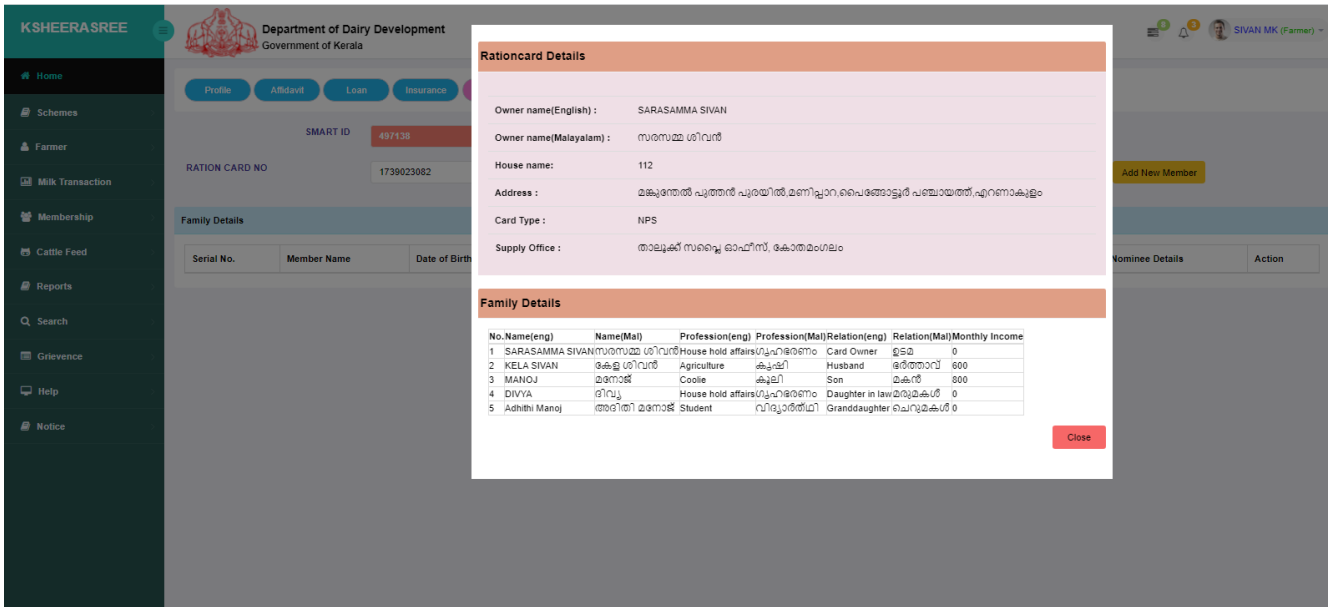 KSHEERASREE
Department of Dairy Development
Government of Kerala
SIVAN MK (Farmer)
Home
Schemes
Farmer
Milk Transaction
Membership
Cattle Feed
Reports
Search
Grievence
Help
Notice
Profile Affidavit Loan Insurance
SMART ID 497138
RATION CARD NO 1739023082 Add New Member
Family Details
Serial No. Member Name Date of Birth Nominee Details Action
Rationcard Details
Owner name(English) : SARASAMMA SIVAN
Owner name(Malayalam) : സരസമ്മ ശിവൻ
House name: 112
Address : മങ്കുന്തേൽ പുത്തൻ പുരയിൽ,മണിപ്പാറ,പൈങ്ങോട്ടൂർ പഞ്ചായത്ത്,എറണാകുളം
Card Type : NPS
Supply Office : താലൂക്ക് സപ്പ്ലൈ ഓഫീസ്, കോതമംഗലം
Family Details
No. Name(eng) Name(Mal) Profession(eng) Profession(Mal) Relation(eng) Relation(Mal) Monthly Income
1 SARASAMMA SIVAN സരസമ്മ ശിവൻ House hold affairs ഗൃഹഭരണം Card Owner ഉടമ 0
2 KELA SIVAN കേള ശിവൻ Agriculture കൃഷി Husband ഭർത്താവ് 600
3 MANOJ മനോജ് Coolie കൂലി Son മകൻ 800
4 DIVYA ദിവ്യ House hold affairs ഗൃഹഭരണം Daughter in law മരുമകൾ 0
5 Adhithi Manoj അദിതി മനോജ് Student വിദ്യാർത്ഥി Granddaughter ചെറുമകൾ 0
Close